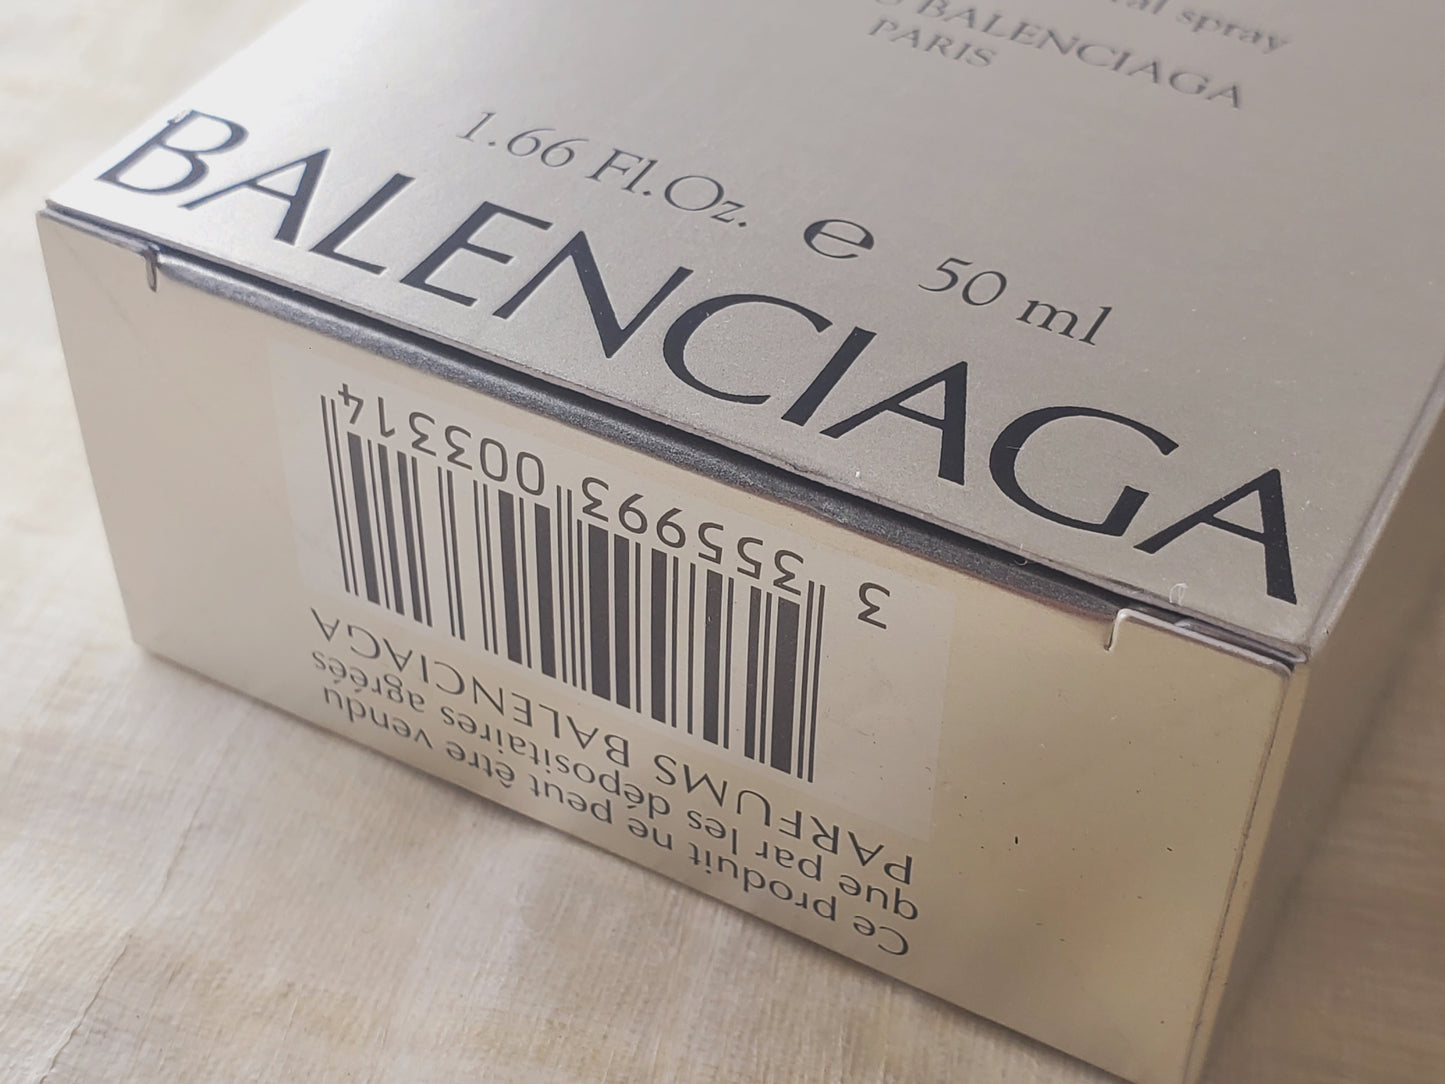 spray
BALENCIAGA
PARIS
1.66 Fl.Oz. e 50 ml
BALENCIAGA
Ce produit ne peut être vendu
que par les dépositaires agréés
PARFUMS BALENCIAGA
3 355993 003314